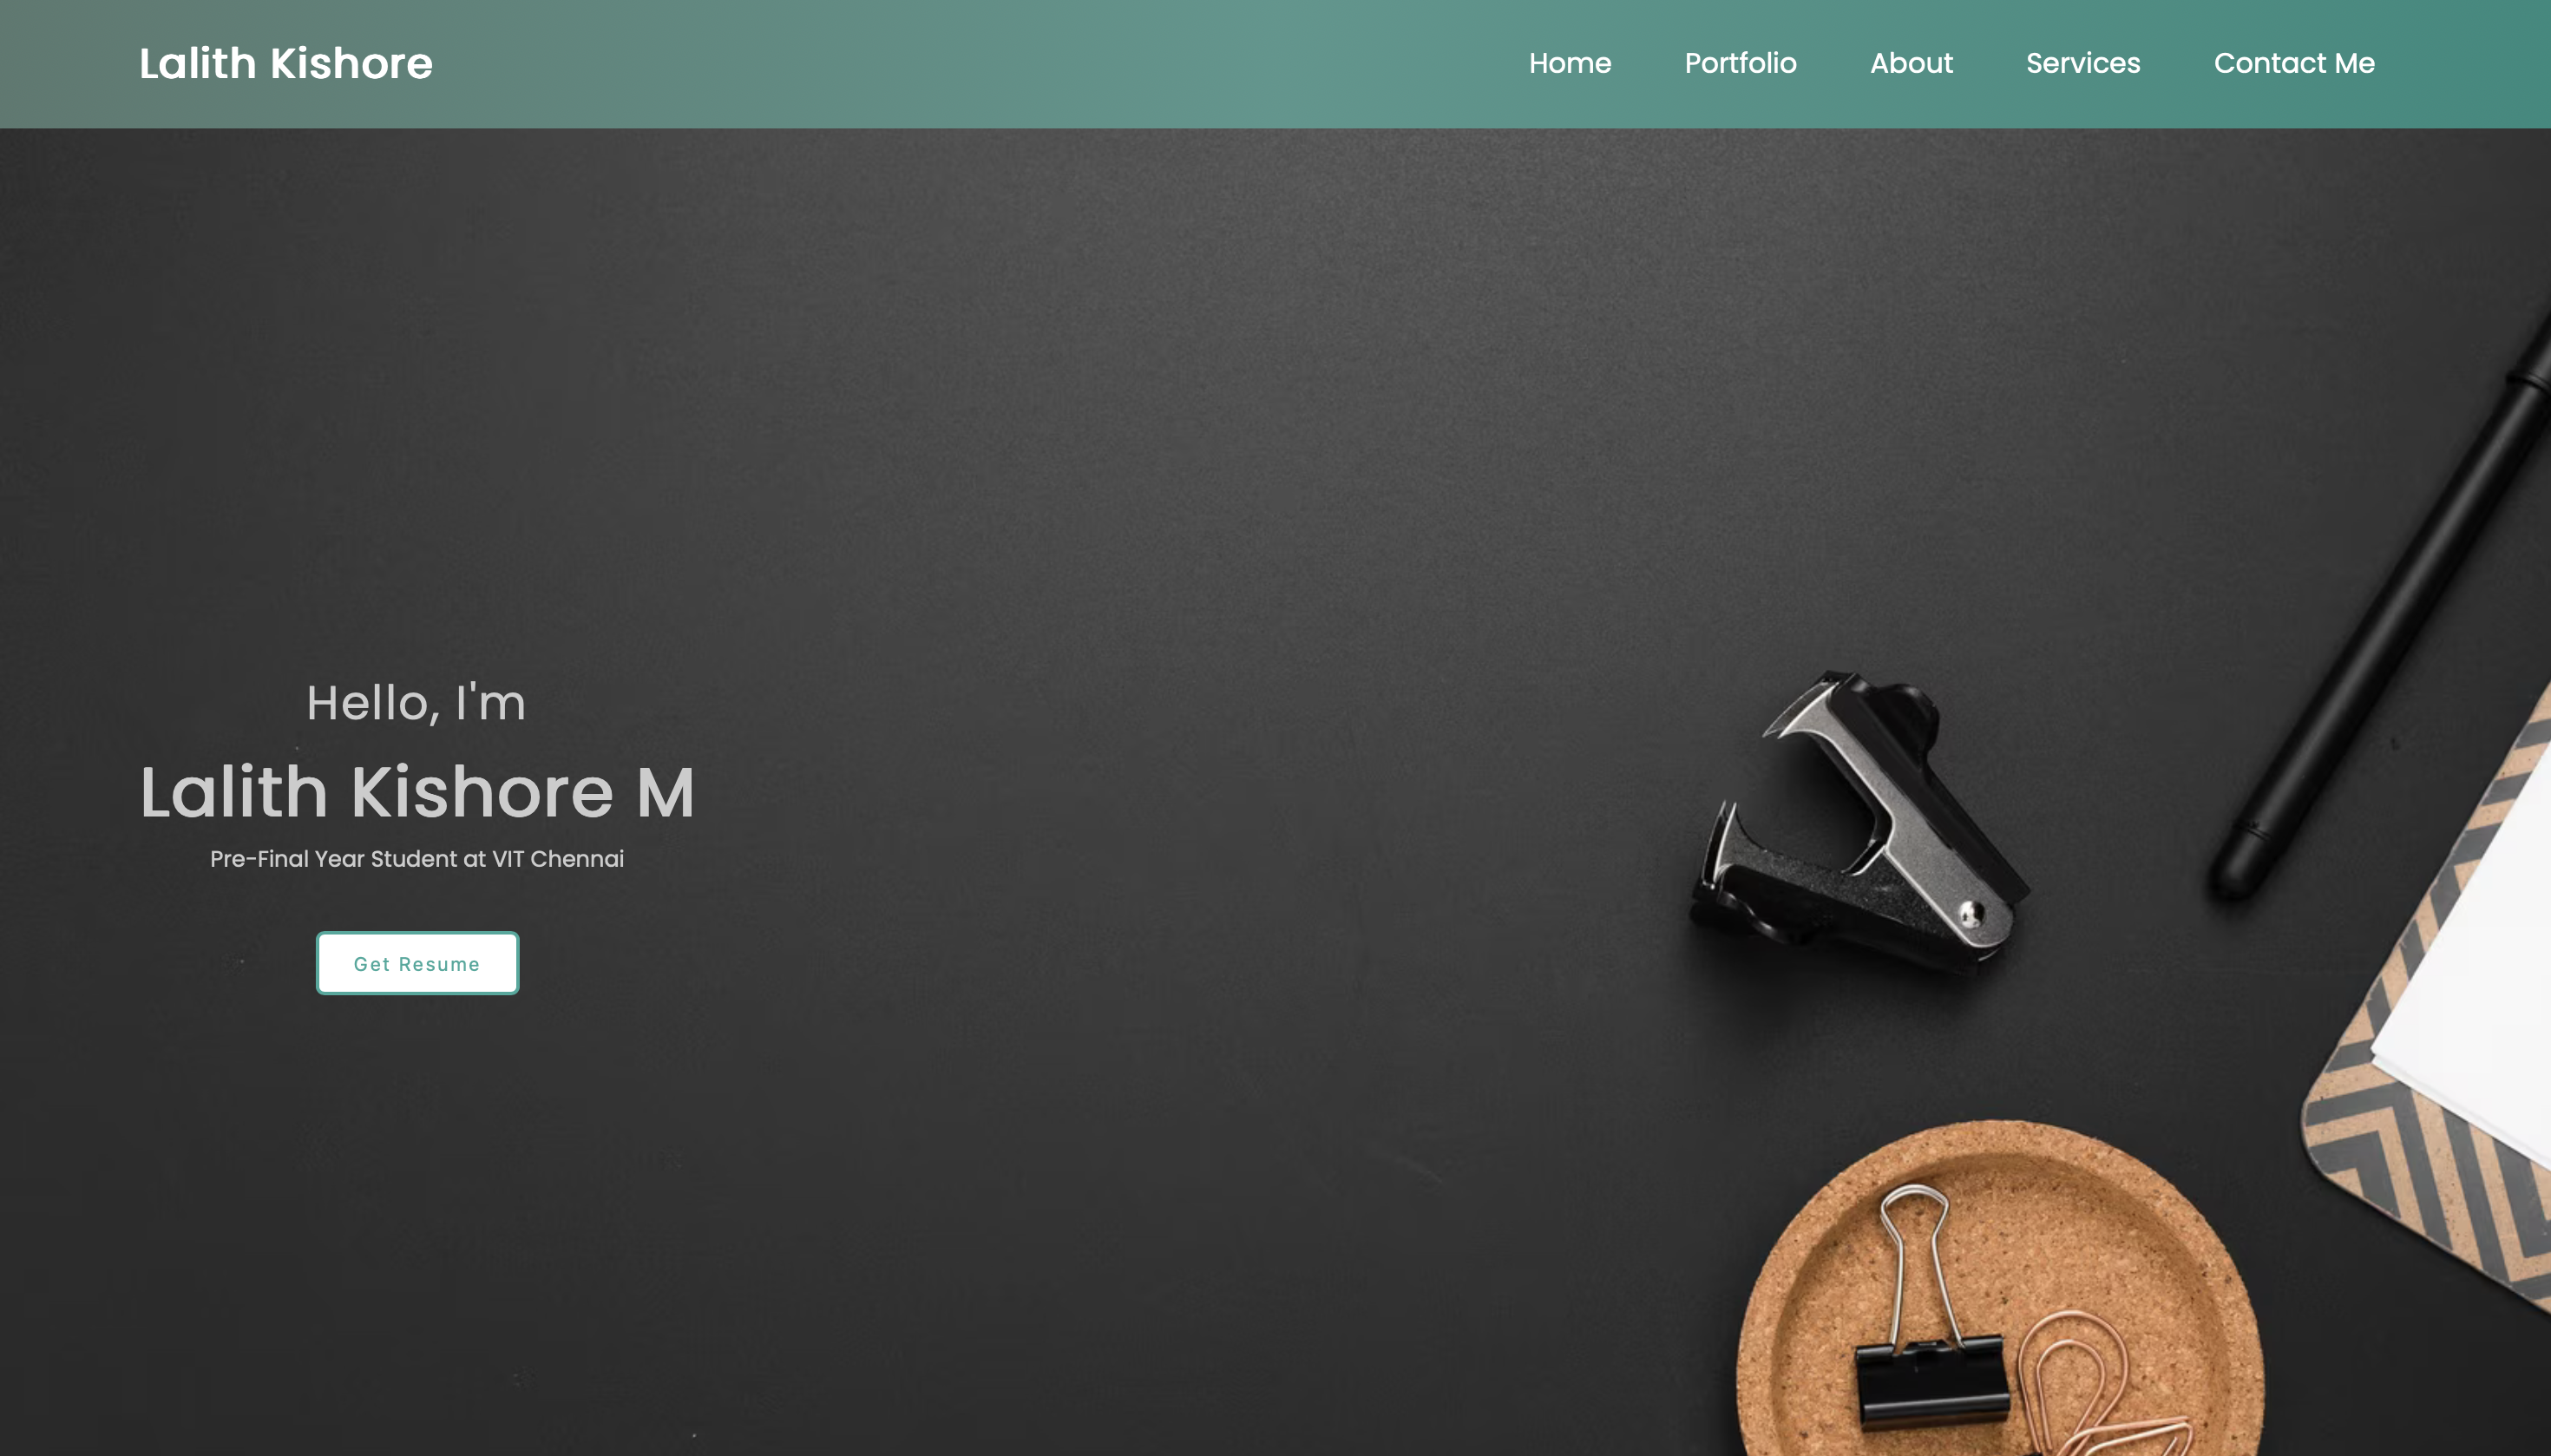 Lalith Kishore
Home Portfolio About Services Contact Me
Hello, I'm
Lalith Kishore M
Pre-Final Year Student at VIT Chennai
Get Resume